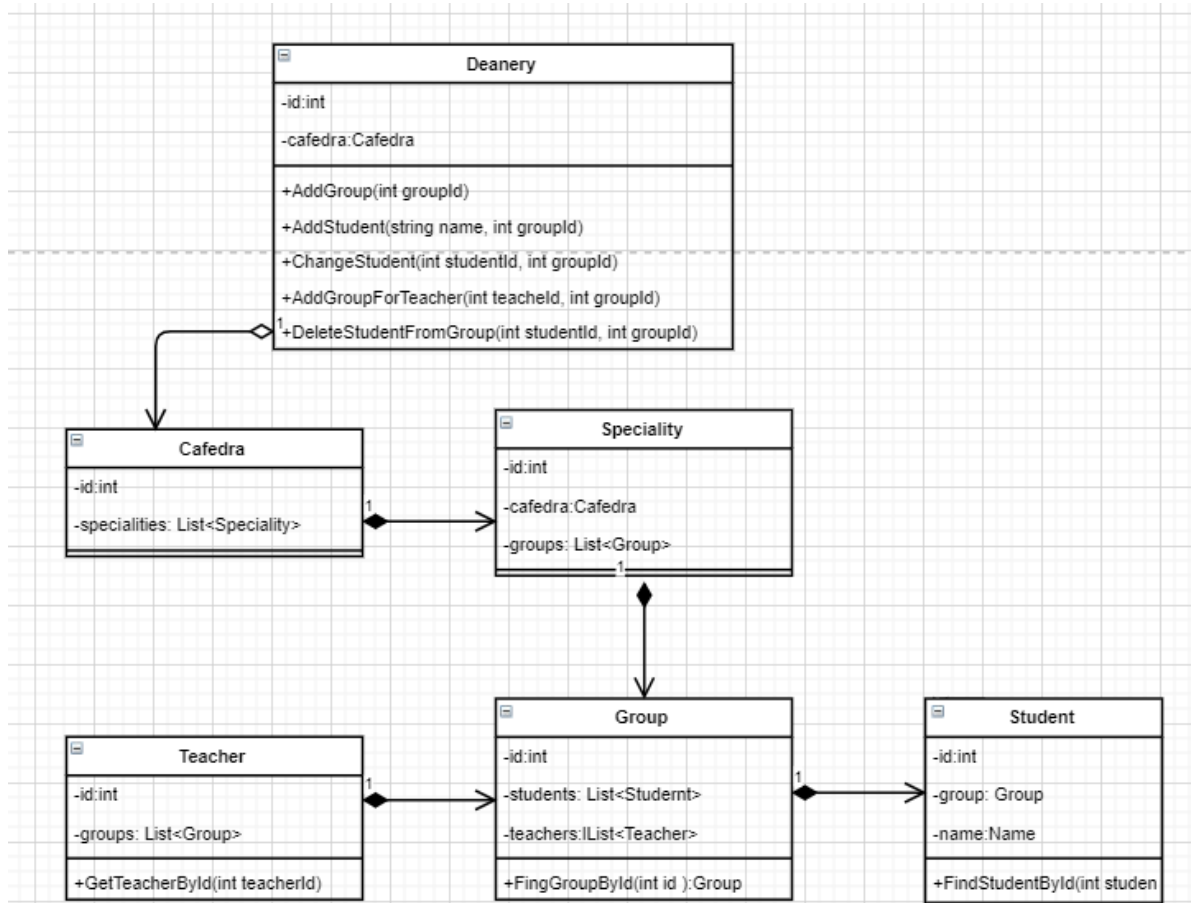 Deanery
-id:int
-cafedra:Cafedra
+AddGroup(int groupId)
+AddStudent(string name, int groupId)
+ChangeStudent(int studentId, int groupId)
+AddGroupForTeacher(int teacheId, int groupId)
1
+DeleteStudentFromGroup(int studentId, int groupId)
Cafedra
-id:int
-specialities: List<Speciality>
1
Speciality
-id:int
-cafedra:Cafedra
-groups: List<Group>
1
Teacher
-id:int
-groups: List<Group>
+GetTeacherById(int teacherId)
1
Group
-id:int
-students: List<Studernt>
-teachers:IList<Teacher>
+FingGroupById(int id ):Group
1
Student
-id:int
-group: Group
-name:Name
+FindStudentById(int studen